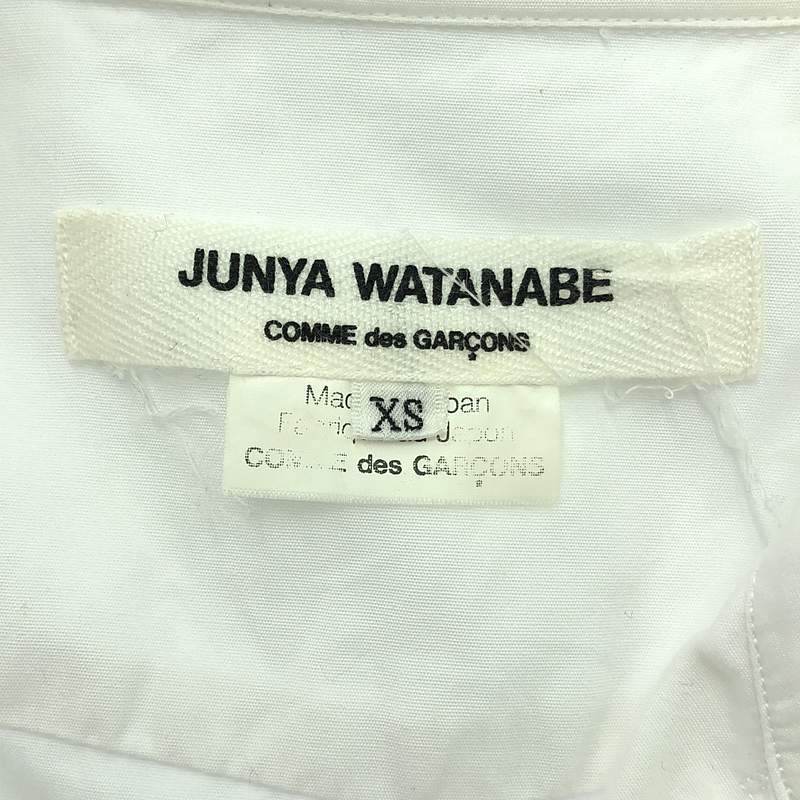 JUNYA WATANABE
COMME des GARÇONS
XS
des GARÇONS